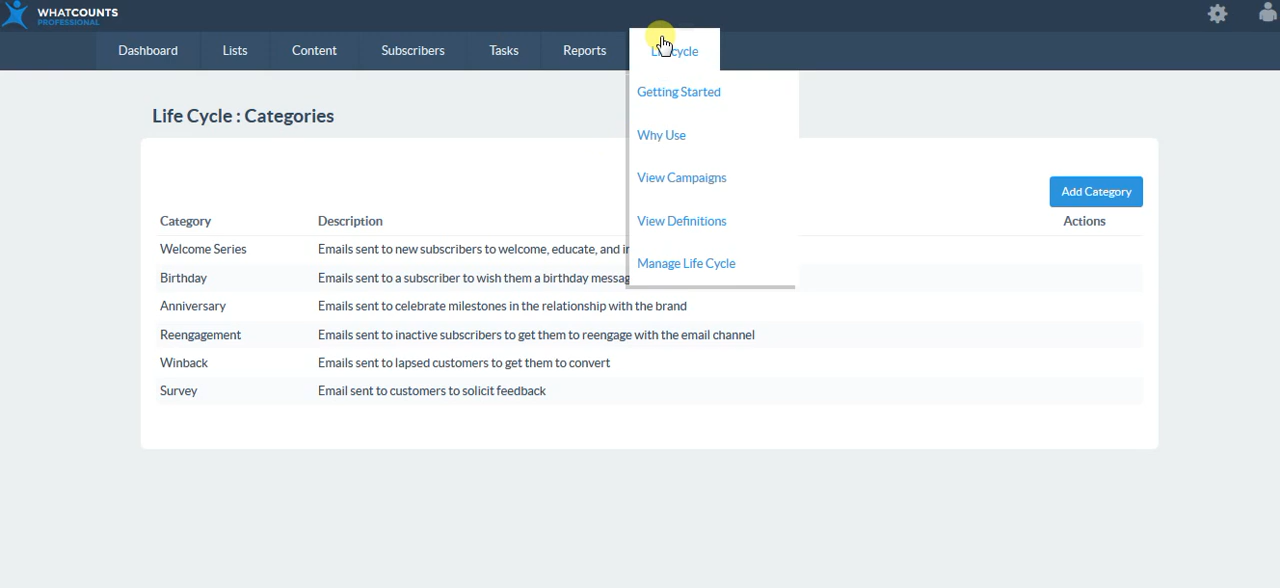 WHATCOUNTS
PROFESSIONAL
Dashboard
Lists
Content
Subscribers
Tasks
Reports
Getting Started
Why Use
View Campaigns
View Definitions
Manage Life Cycle
Life Cycle : Categories
Add Category
Category Description Actions
Welcome Series Emails sent to new subscribers to welcome, educate, and
Birthday Emails sent to a subscriber to wish them a birthday
Anniversary Emails sent to celebrate milestones in the relationship with the brand
Reengagement Emails sent to inactive subscribers to get them to reengage with the email channel
Winback Emails sent to lapsed customers to get them to convert
Survey Email sent to customers to solicit feedback